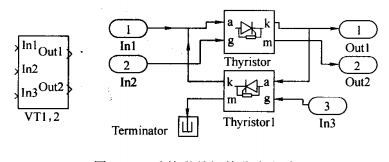 1
In1
2
In2
a
k
g
m
Thyristor
1
Out1
2
Out2
In1
In2
In3
Out1
Out2
VT1,2
k
a
m
g
Thyristor1
3
In3
Terminator